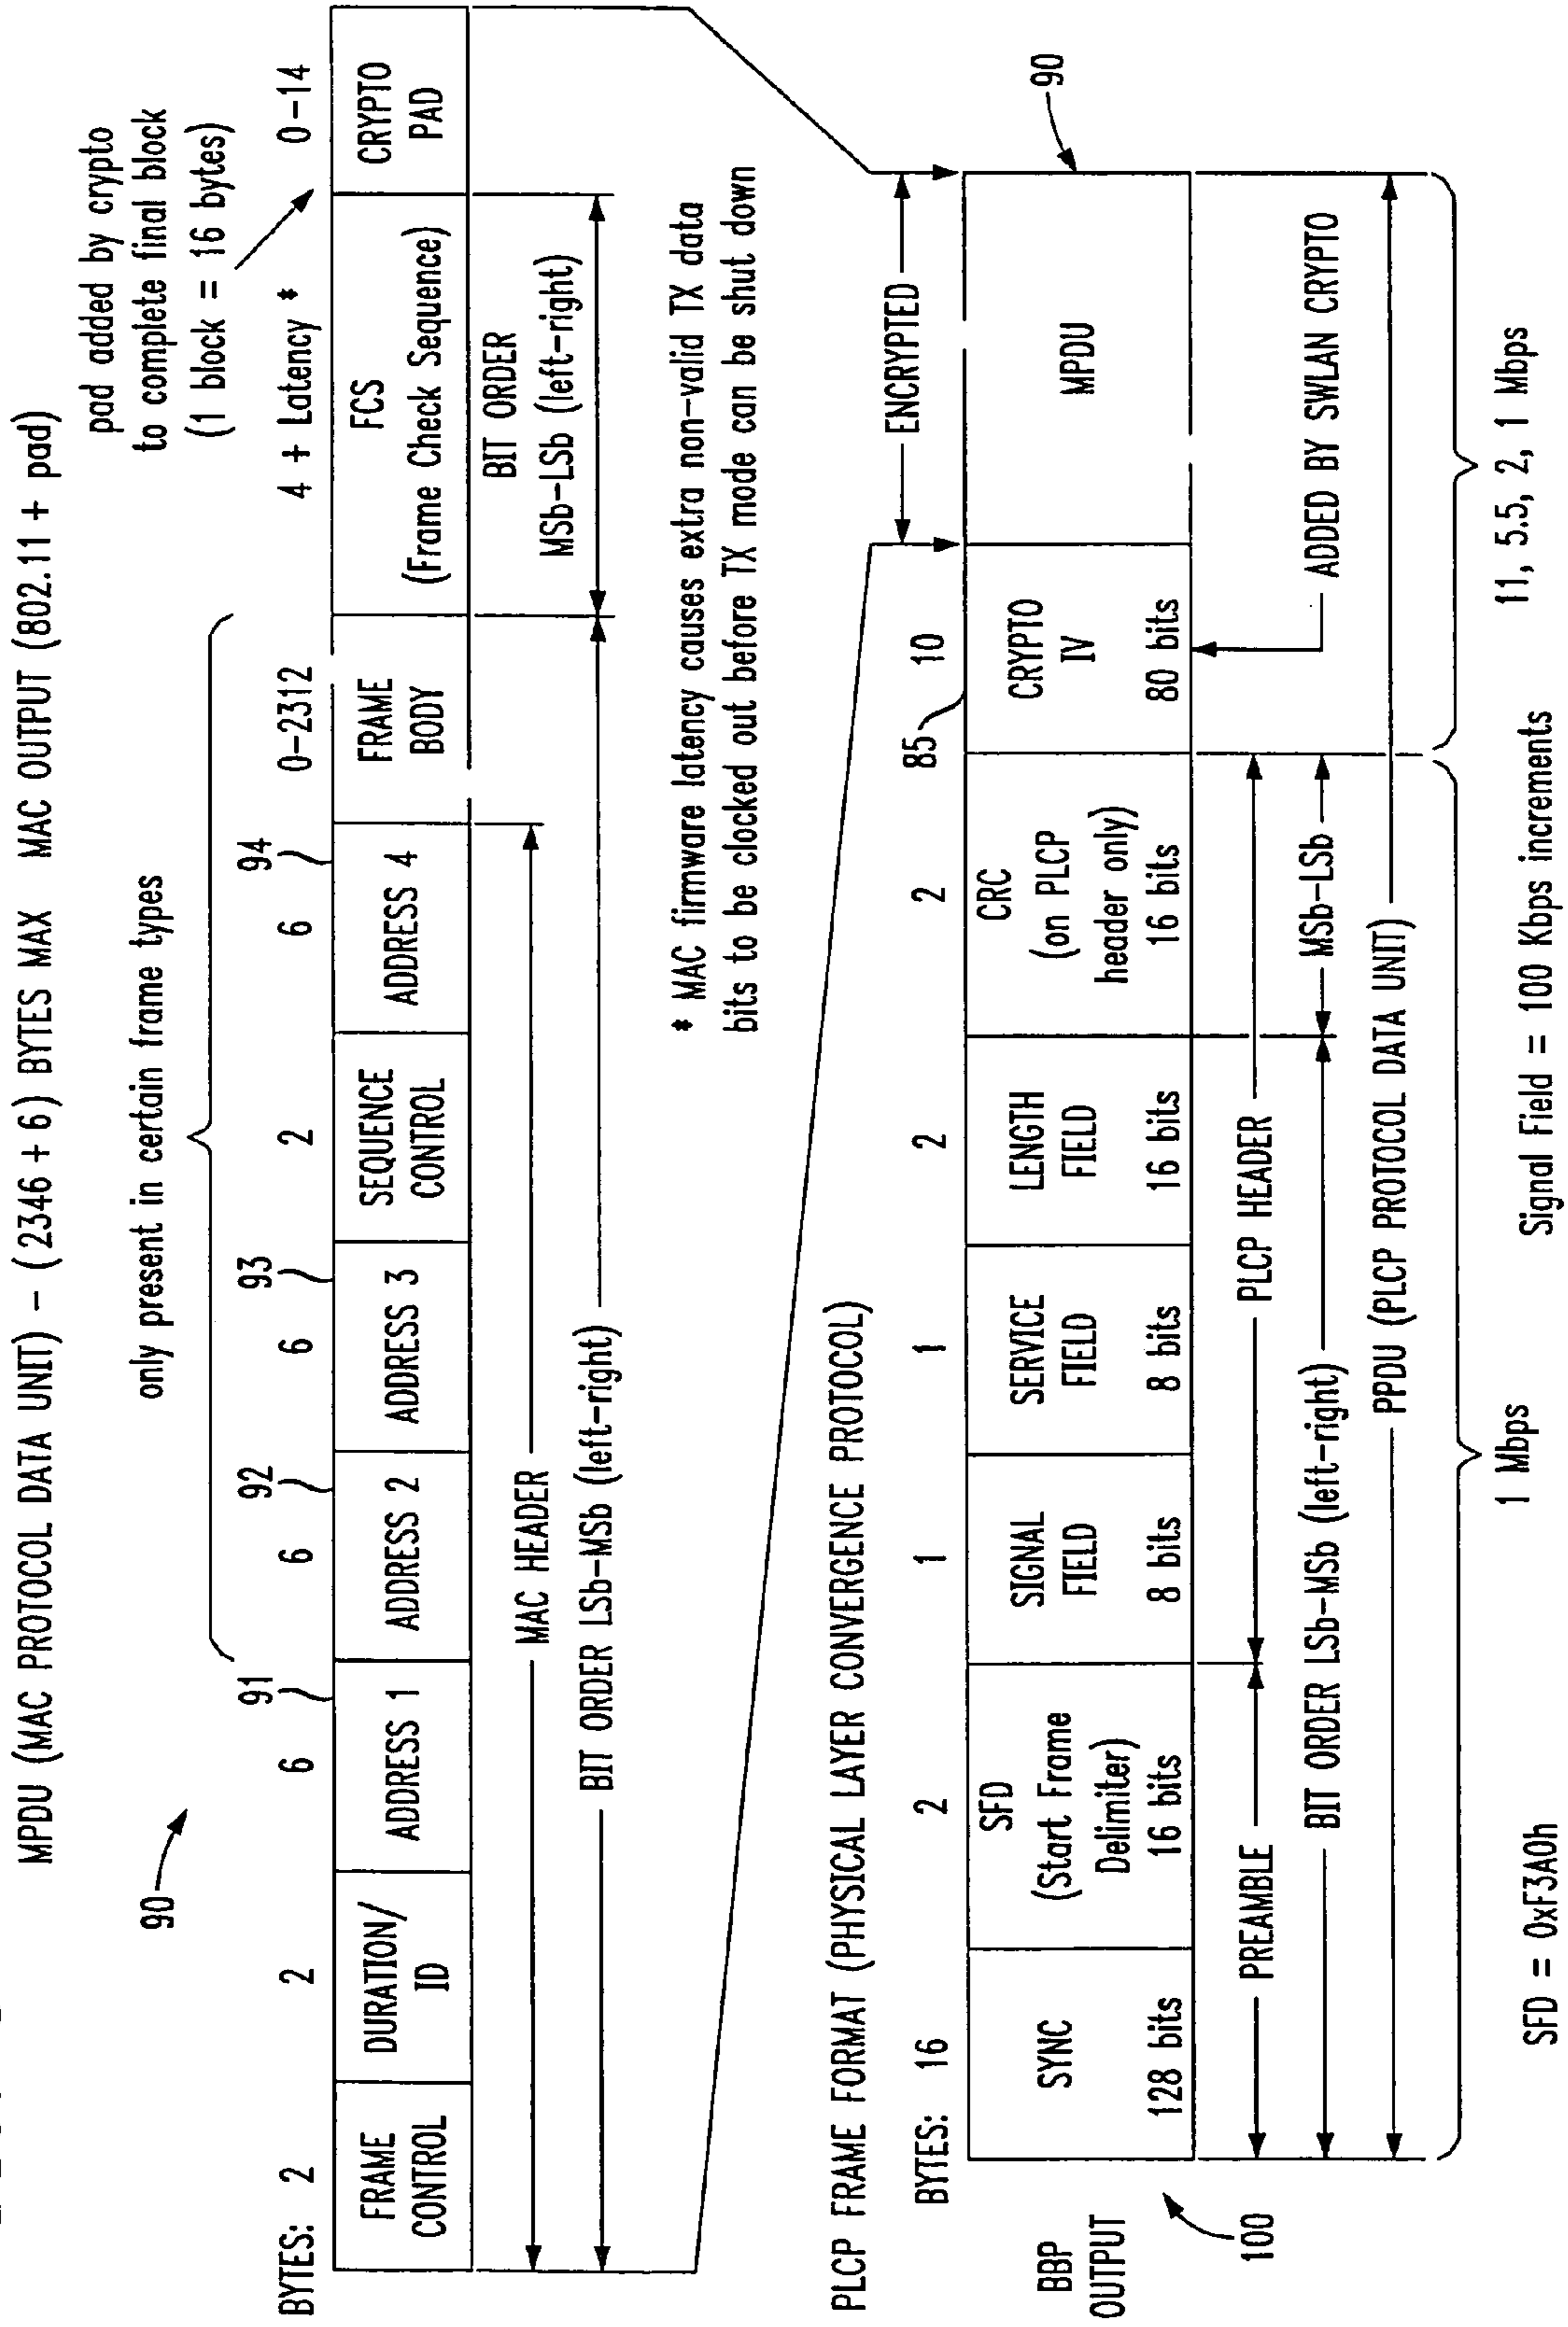 MPDU (MAC PROTOCOL DATA UNIT) – (2346 + 6) BYTES MAX MAC OUTPUT (802.11 + pad)
90
only present in certain frame types
pad added by crypto
to complete final block
(1 block = 16 bytes)
91 92 93 94
BYTES: 2 2 6 6 6 2 6 0–2312 4 + Latency * 0–14
FRAME
CONTROL
DURATION/
ID
ADDRESS 1
ADDRESS 2
ADDRESS 3
SEQUENCE
CONTROL
ADDRESS 4
FRAME
BODY
FCS
(Frame Check Sequence)
CRYPTO
PAD
MAC HEADER
BIT ORDER LSb–MSb (left–right)
BIT ORDER
MSb–LSb (left–right)
* MAC firmware latency causes extra non–valid TX data
bits to be clocked out before TX mode can be shut down
PLCP FRAME FORMAT (PHYSICAL LAYER CONVERGENCE PROTOCOL)
ENCRYPTED
90
85
BYTES: 16 2 1 1 2 2 10
BBP
OUTPUT
100
SYNC
128 bits
SFD
(Start Frame
Delimiter)
16 bits
SIGNAL
FIELD
8 bits
SERVICE
FIELD
8 bits
LENGTH
FIELD
16 bits
CRC
(on PLCP
header only)
16 bits
CRYPTO
IV
80 bits
MPDU
PREAMBLE
PLCP HEADER
BIT ORDER LSb–MSb (left–right)
MSb–LSb
ADDED BY SWLAN CRYPTO
PPDU (PLCP PROTOCOL DATA UNIT)
1 Mbps
11, 5.5, 2, 1 Mbps
SFD = 0xF3A0h
Signal Field = 100 Kbps increments